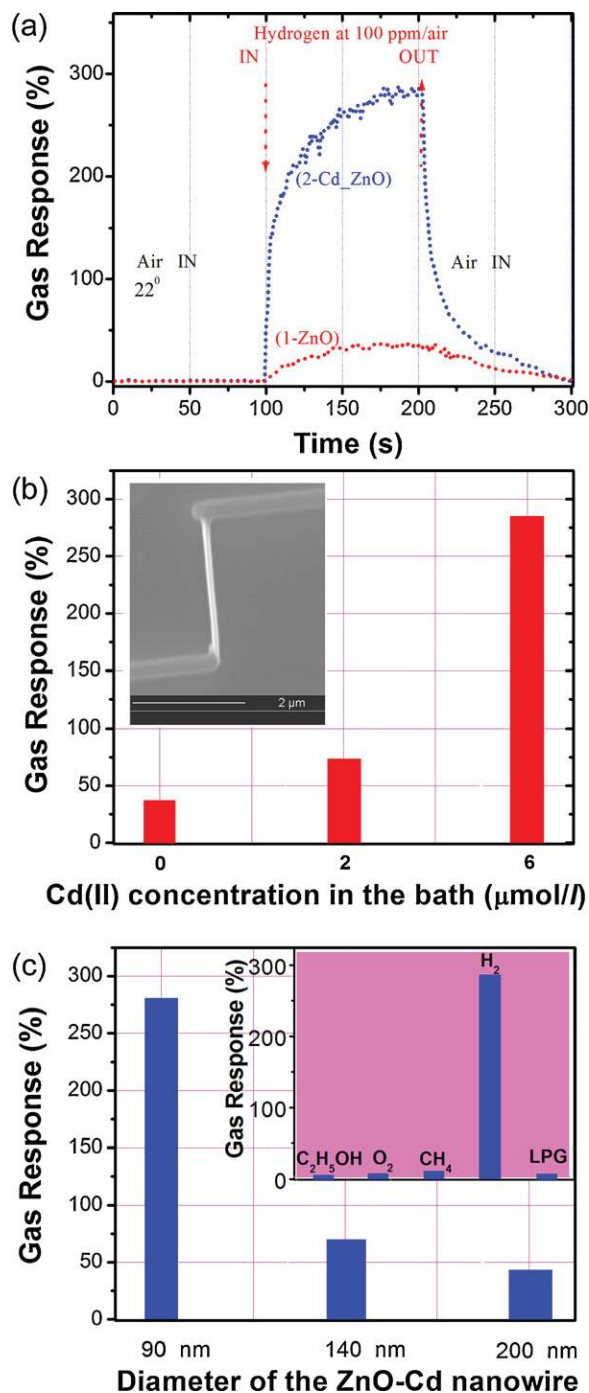 (a)
Hydrogen at 100 ppm/air
IN OUT
350
300
250
200
150
100
50
0
Gas Response (%)
(2-Cd_ZnO)
Air IN
22⁰
Air IN
(1-ZnO)
0 50 100 150 200 250 300
Time (s)
(b)
300
250
200
150
100
50
0
Gas Response (%)
2 µm
0 2 6
Cd(II) concentration in the bath (µmol/l)
(c)
300
250
200
150
100
50
0
Gas Response (%)
300
200
100
0
Gas Response (%)
H₂
C₂H₅OH O₂ CH₄ LPG
90 nm 140 nm 200 nm
Diameter of the ZnO-Cd nanowire